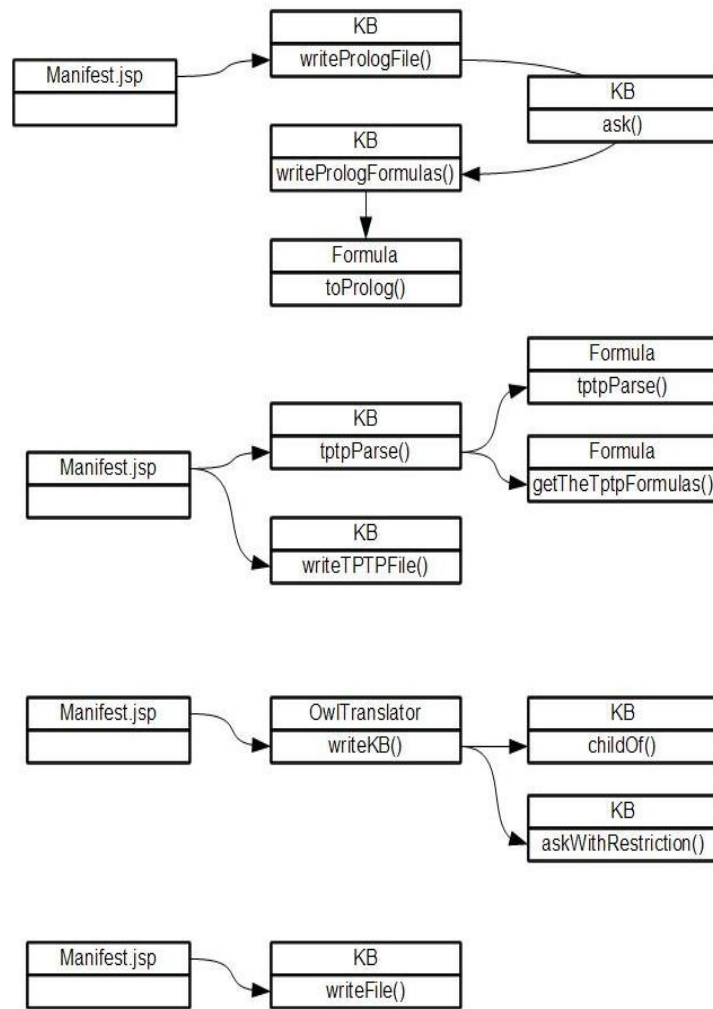 KB
writePrologFile()
Manifest.jsp
KB
ask()
KB
writePrologFormulas()
Formula
toProlog()
Formula
tptpParse()
KB
tptpParse()
Manifest.jsp
Formula
getTheTptpFormulas()
KB
writeTPTPFile()
Manifest.jsp
OwlTranslator
writeKB()
KB
childOf()
KB
askWithRestriction()
Manifest.jsp
KB
writeFile()